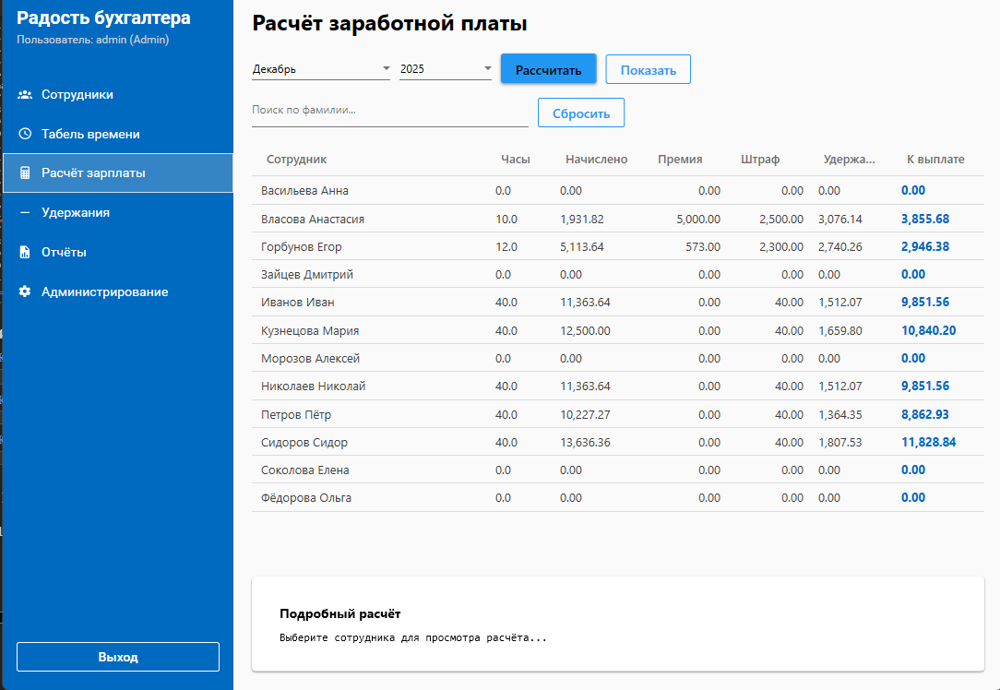 Радость бухгалтера
Пользователь: admin (Admin)
Сотрудники
Табель времени
Расчёт зарплаты
Удержания
Отчёты
Администрирование
Выход
Расчёт заработной платы
Декабрь 2025 Рассчитать Показать
Поиск по фамилии... Сбросить
Сотрудник Часы Начислено Премия Штраф Удержа... К выплате
Васильева Анна 0.0 0.00 0.00 0.00 0.00 0.00
Власова Анастасия 10.0 1,931.82 5,000.00 2,500.00 3,076.14 3,855.68
Горбунов Егор 12.0 5,113.64 573.00 2,300.00 2,740.26 2,946.38
Зайцев Дмитрий 0.0 0.00 0.00 0.00 0.00 0.00
Иванов Иван 40.0 11,363.64 0.00 40.00 1,512.07 9,851.56
Кузнецова Мария 40.0 12,500.00 0.00 40.00 1,659.80 10,840.20
Морозов Алексей 0.0 0.00 0.00 0.00 0.00 0.00
Николаев Николай 40.0 11,363.64 0.00 40.00 1,512.07 9,851.56
Петров Пётр 40.0 10,227.27 0.00 40.00 1,364.35 8,862.93
Сидоров Сидор 40.0 13,636.36 0.00 40.00 1,807.53 11,828.84
Соколова Елена 0.0 0.00 0.00 0.00 0.00 0.00
Фёдорова Ольга 0.0 0.00 0.00 0.00 0.00 0.00
Подробный расчёт
Выберите сотрудника для просмотра расчёта...